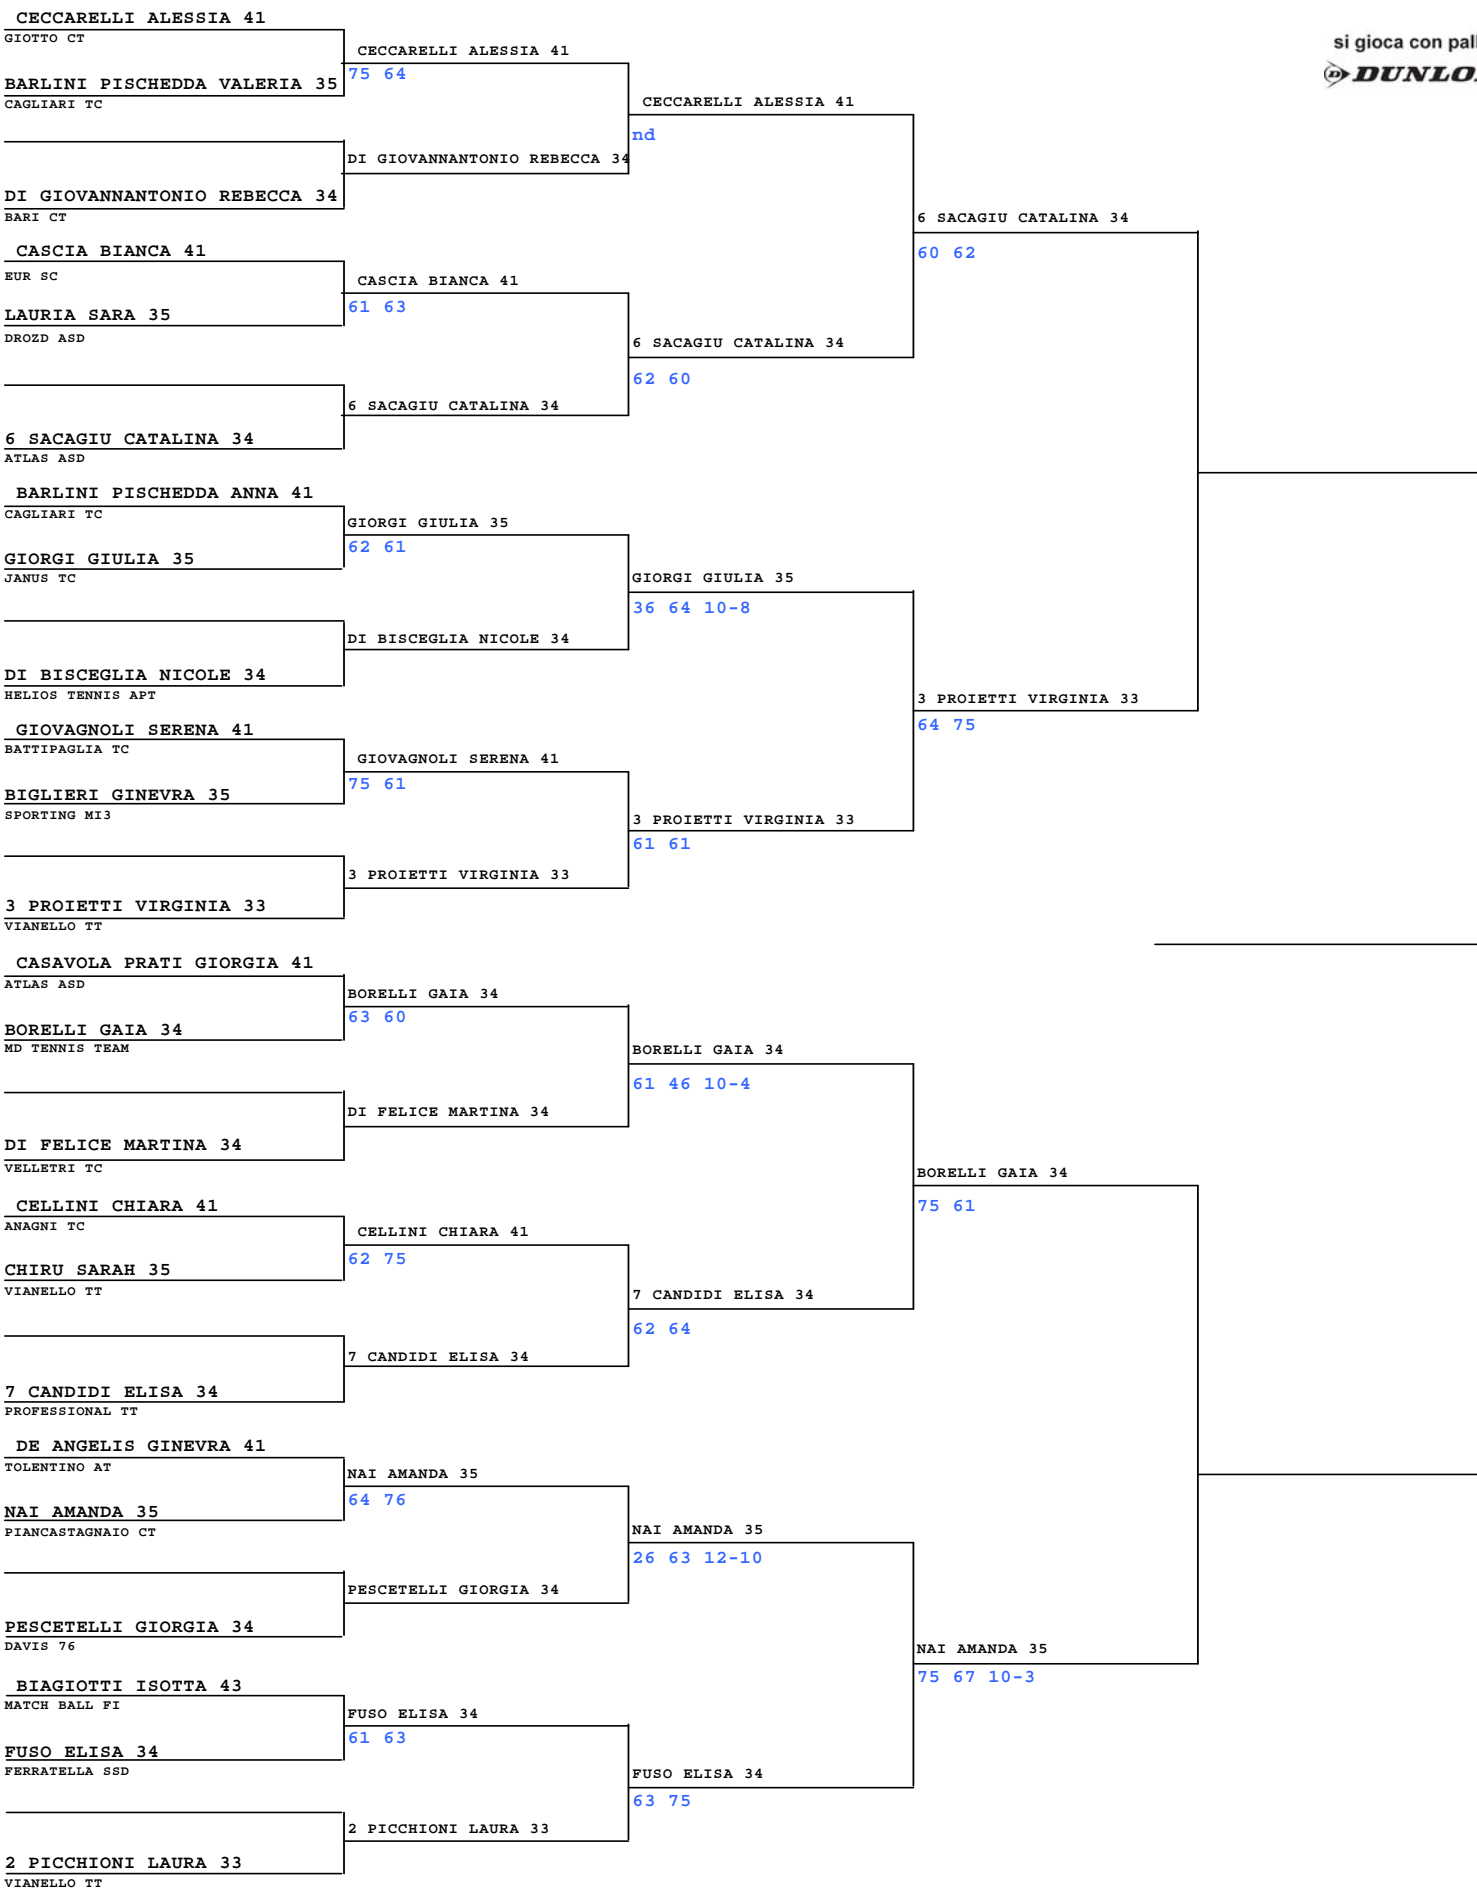 CECCARELLI ALESSIA 41
GIOTTO CT
CECCARELLI ALESSIA 41
si gioca con pall
75 64
BARLINI PISCHEDDA VALERIA 35
DUNLO
CAGLIARI TC
CECCARELLI ALESSIA 41
nd
DI GIOVANNANTONIO REBECCA 34
DI GIOVANNANTONIO REBECCA 34
BARI CT
6 SACAGIU CATALINA 34
60 62
CASCIA BIANCA 41
EUR SC
CASCIA BIANCA 41
61 63
LAURIA SARA 35
DROZD ASD
6 SACAGIU CATALINA 34
62 60
6 SACAGIU CATALINA 34
6 SACAGIU CATALINA 34
ATLAS ASD
BARLINI PISCHEDDA ANNA 41
CAGLIARI TC
GIORGI GIULIA 35
62 61
GIORGI GIULIA 35
JANUS TC
GIORGI GIULIA 35
36 64 10-8
DI BISCEGLIA NICOLE 34
DI BISCEGLIA NICOLE 34
HELIOS TENNIS APT
3 PROIETTI VIRGINIA 33
64 75
GIOVAGNOLI SERENA 41
BATTIPAGLIA TC
GIOVAGNOLI SERENA 41
75 61
BIGLIERI GINEVRA 35
SPORTING MI3
3 PROIETTI VIRGINIA 33
61 61
3 PROIETTI VIRGINIA 33
3 PROIETTI VIRGINIA 33
VIANELLO TT
CASAVOLA PRATI GIORGIA 41
ATLAS ASD
BORELLI GAIA 34
63 60
BORELLI GAIA 34
MD TENNIS TEAM
BORELLI GAIA 34
61 46 10-4
DI FELICE MARTINA 34
DI FELICE MARTINA 34
VELLETRI TC
BORELLI GAIA 34
75 61
CELLINI CHIARA 41
ANAGNI TC
CELLINI CHIARA 41
62 75
CHIRU SARAH 35
VIANELLO TT
7 CANDIDI ELISA 34
62 64
7 CANDIDI ELISA 34
7 CANDIDI ELISA 34
PROFESSIONAL TT
DE ANGELIS GINEVRA 41
TOLENTINO AT
NAI AMANDA 35
64 76
NAI AMANDA 35
PIANCASTAGNAIO CT
NAI AMANDA 35
26 63 12-10
PESCETELLI GIORGIA 34
PESCETELLI GIORGIA 34
DAVIS 76
NAI AMANDA 35
75 67 10-3
BIAGIOTTI ISOTTA 43
MATCH BALL FI
FUSO ELISA 34
61 63
FUSO ELISA 34
FERRATELLA SSD
FUSO ELISA 34
63 75
2 PICCHIONI LAURA 33
2 PICCHIONI LAURA 33
VIANELLO TT